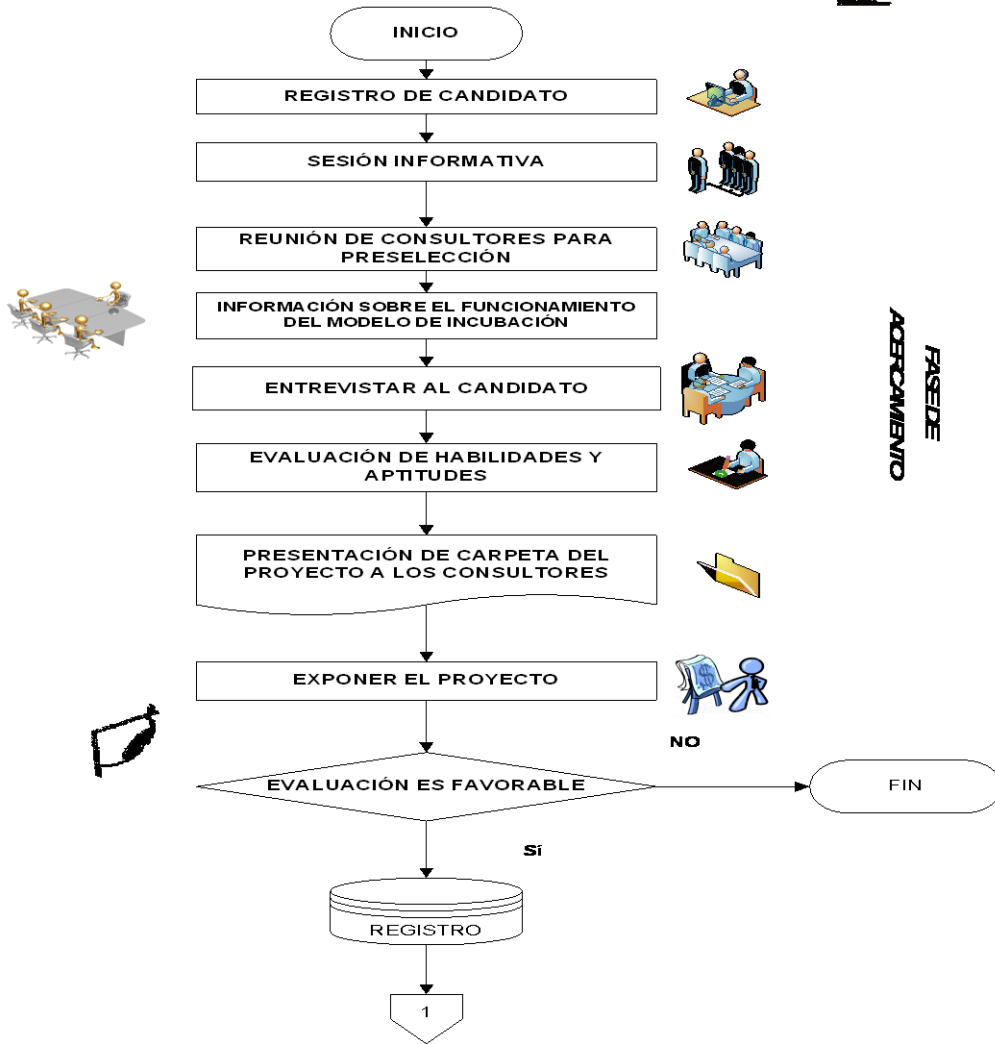 INICIO
REGISTRO DE CANDIDATO
SESIÓN INFORMATIVA
REUNIÓN DE CONSULTORES PARA
PRESELECCIÓN
INFORMACIÓN SOBRE EL FUNCIONAMIENTO
DEL MODELO DE INCUBACIÓN
ENTREVISTAR AL CANDIDATO
EVALUACIÓN DE HABILIDADES Y
APTITUDES
PRESENTACIÓN DE CARPETA DEL
PROYECTO A LOS CONSULTORES
EXPONER EL PROYECTO
NO
EVALUACIÓN ES FAVORABLE
FIN
Sí
REGISTRO
1
FASE DE
ACERCAMIENTO